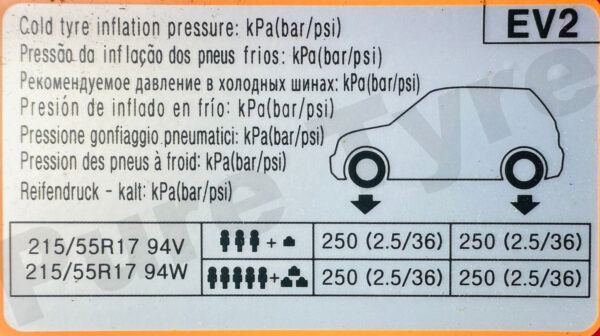 Cold tyre inflation pressure: kPa(bar/psi)
EV2
Pressão da inflação dos pneus frios: kPa(bar/psi)
Рекомендуемое давление в холодных шинах: kPa(bar/psi)
Presión de inflado en frío: kPa(bar/psi)
Pressione gonfiaggio pneumatici: kPa(bar/psi)
Pression des pneus à froid: kPa(bar/psi)
Reifendruck - kalt: kPa(bar/psi)
215/55R17 94V + 250 (2.5/36) 250 (2.5/36)
215/55R17 94W + 250 (2.5/36) 250 (2.5/36)
Pure Tyre